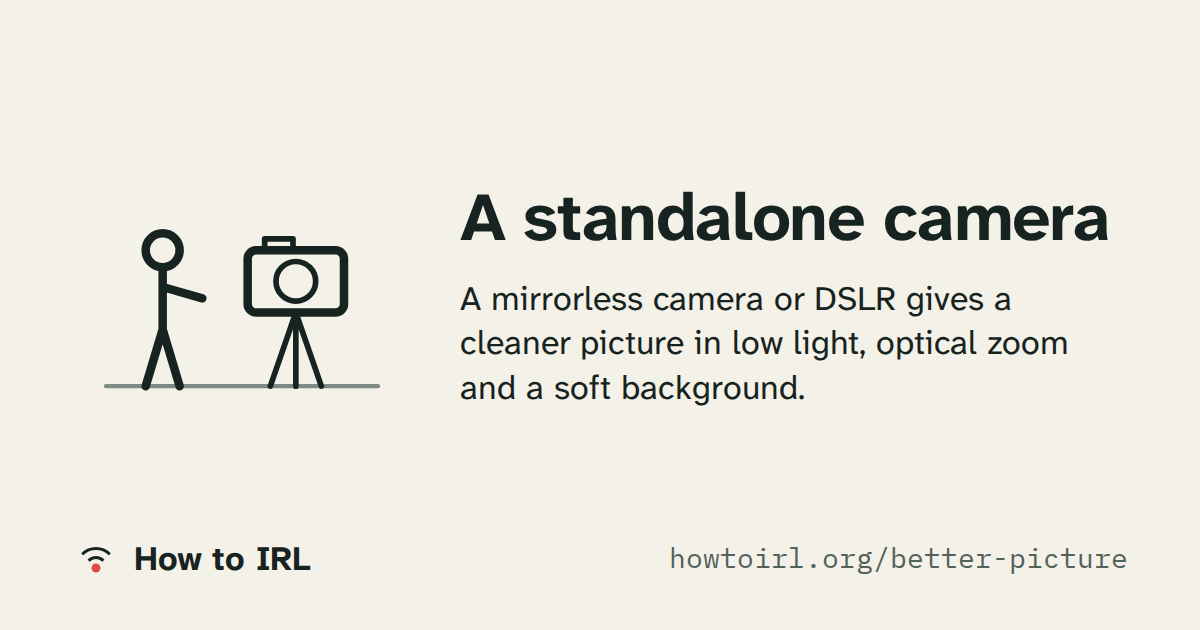 A standalone camera
A mirrorless camera or DSLR gives a
cleaner picture in low light, optical zoom
and a soft background.
How to IRL
howtoirl.org/better-picture